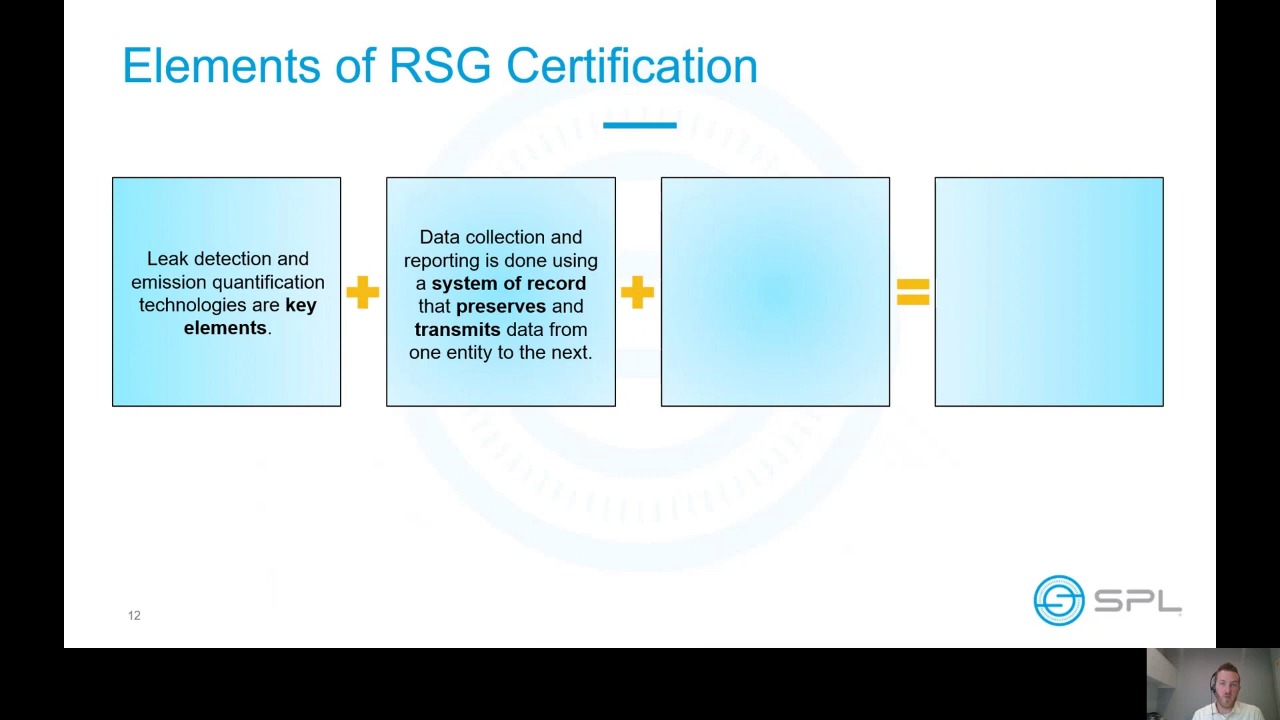 Elements of RSG Certification
Leak detection and
emission quantification
technologies are key
elements.
Data collection and
reporting is done using
a system of record
that preserves and
transmits data from
one entity to the next.
12
SPL